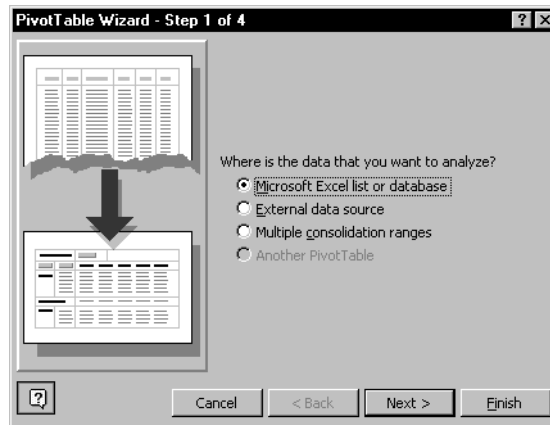 PivotTable Wizard - Step 1 of 4
Where is the data that you want to analyze?
Microsoft Excel list or database
External data source
Multiple consolidation ranges
Another PivotTable
Cancel
< Back
Next >
Finish